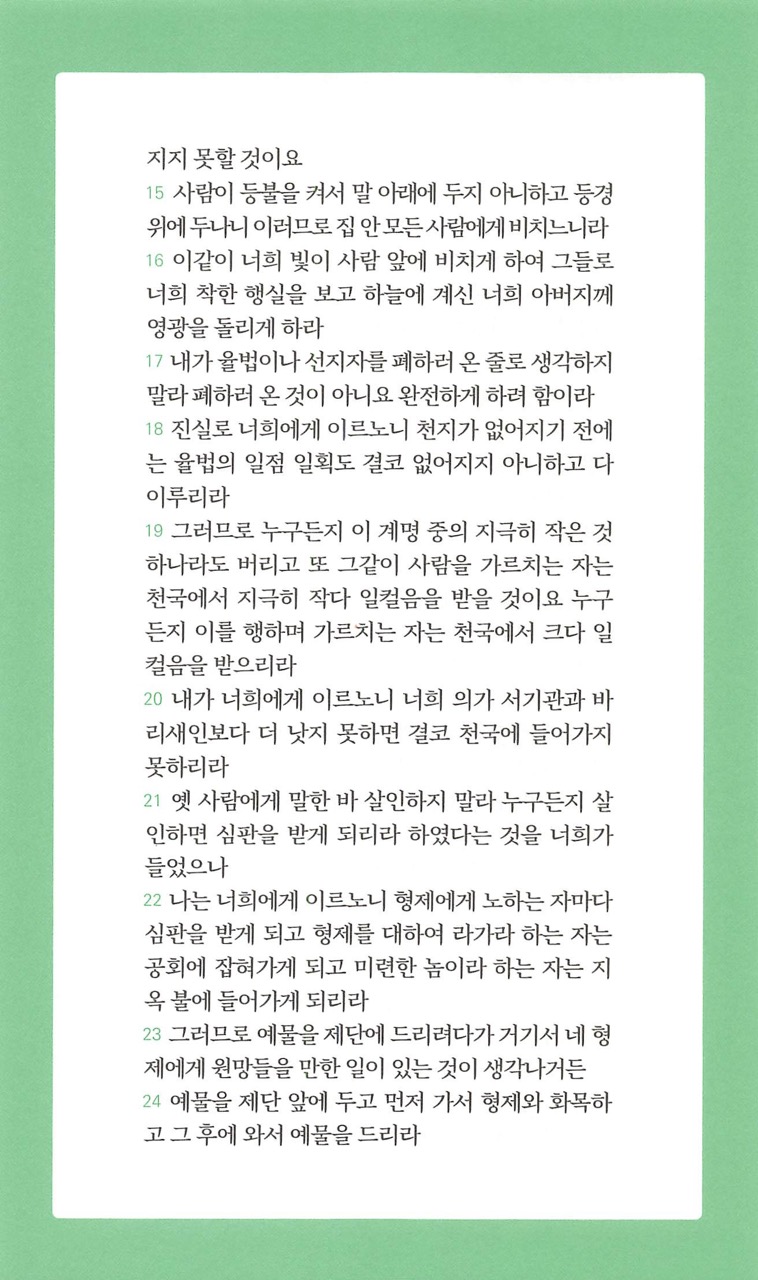 지지 못할 것이요
15 사람이 등불을 켜서 말 아래에 두지 아니하고 등경
위에 두나니 이러므로 집 안 모든 사람에게 비치느니라
16 이같이 너희 빛이 사람 앞에 비치게 하여 그들로
너희 착한 행실을 보고 하늘에 계신 너희 아버지께
영광을 돌리게 하라
17 내가 율법이나 선지자를 폐하러 온 줄로 생각하지
말라 폐하러 온 것이 아니요 완전하게 하려 함이라
18 진실로 너희에게 이르노니 천지가 없어지기 전에
는 율법의 일점 일획도 결코 없어지지 아니하고 다
이루리라
19 그러므로 누구든지 이 계명 중의 지극히 작은 것
하나라도 버리고 또 그같이 사람을 가르치는 자는
천국에서 지극히 작다 일컬음을 받을 것이요 누구
든지 이를 행하며 가르치는 자는 천국에서 크다 일
컬음을 받으리라
20 내가 너희에게 이르노니 너희 의가 서기관과 바
리새인보다 더 낫지 못하면 결코 천국에 들어가지
못하리라
21 옛 사람에게 말한 바 살인하지 말라 누구든지 살
인하면 심판을 받게 되리라 하였다는 것을 너희가
들었으나
22 나는 너희에게 이르노니 형제에게 노하는 자마다
심판을 받게 되고 형제를 대하여 라가라 하는 자는
공회에 잡혀가게 되고 미련한 놈이라 하는 자는 지
옥 불에 들어가게 되리라
23 그러므로 예물을 제단에 드리려다가 거기서 네 형
제에게 원망들을 만한 일이 있는 것이 생각나거든
24 예물을 제단 앞에 두고 먼저 가서 형제와 화목하
고 그 후에 와서 예물을 드리라